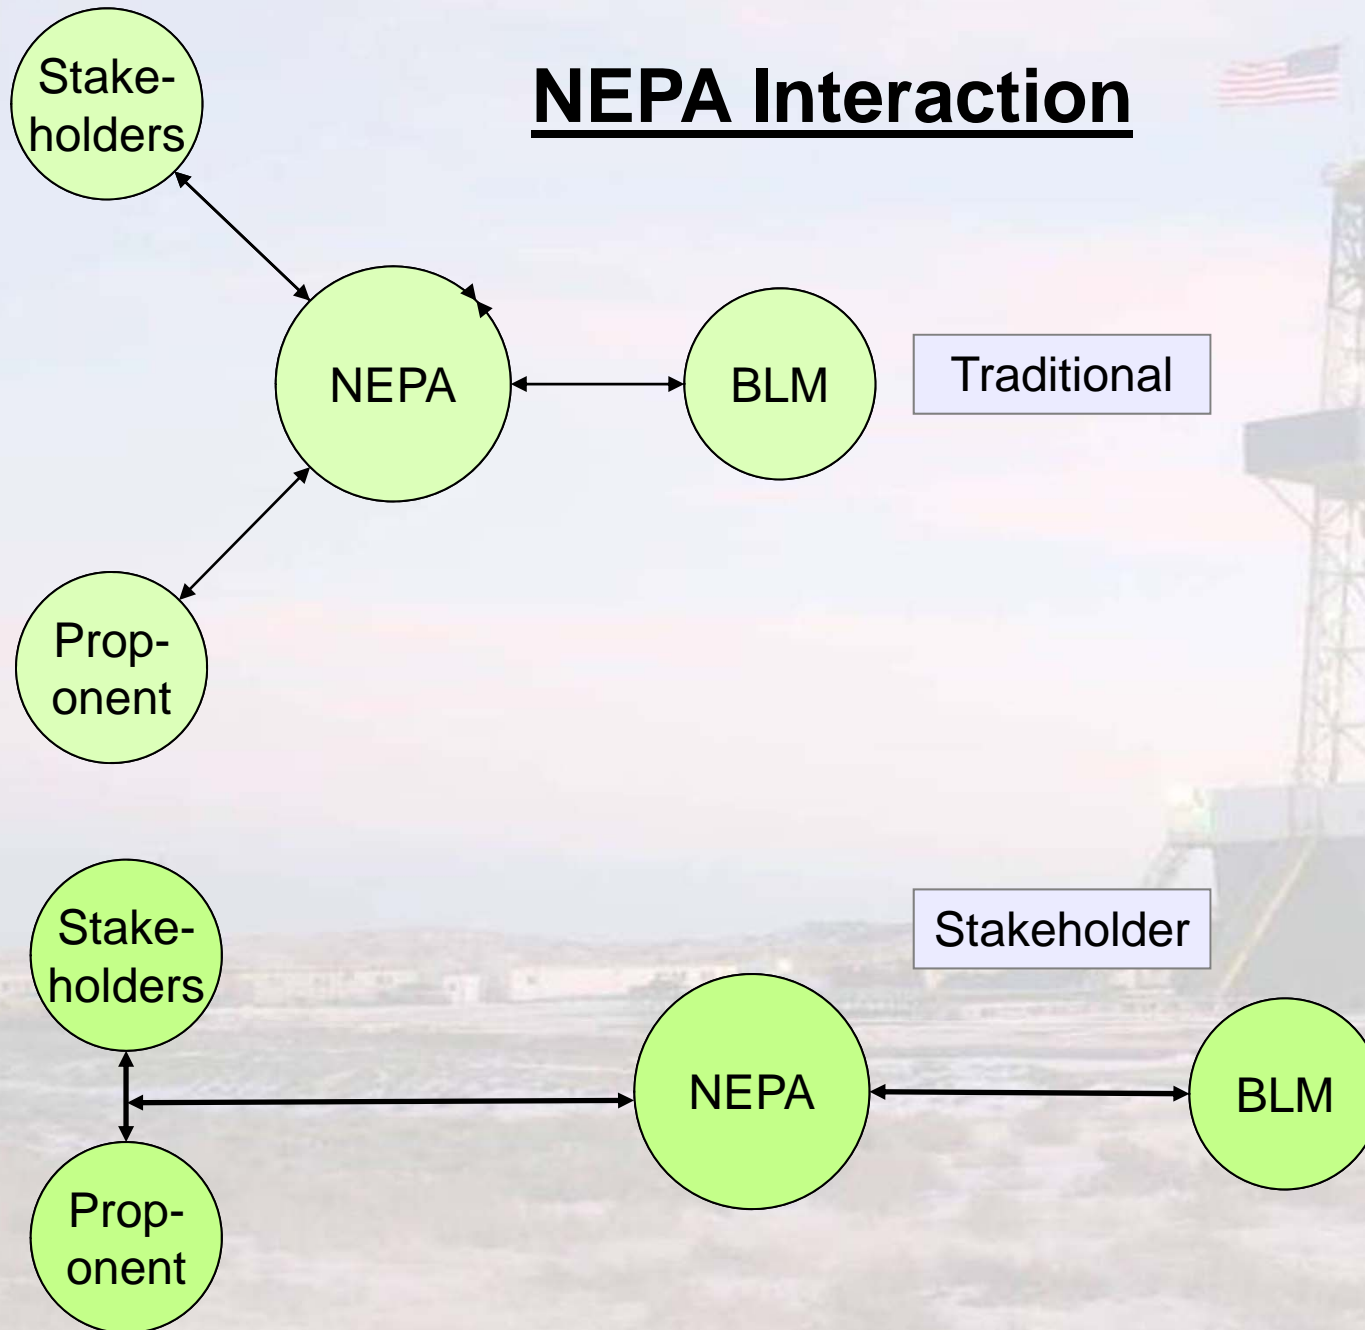 NEPA Interaction
Stake-
holders
NEPA
BLM
Traditional
Prop-
onent
Stake-
holders
Stakeholder
NEPA
BLM
Prop-
onent